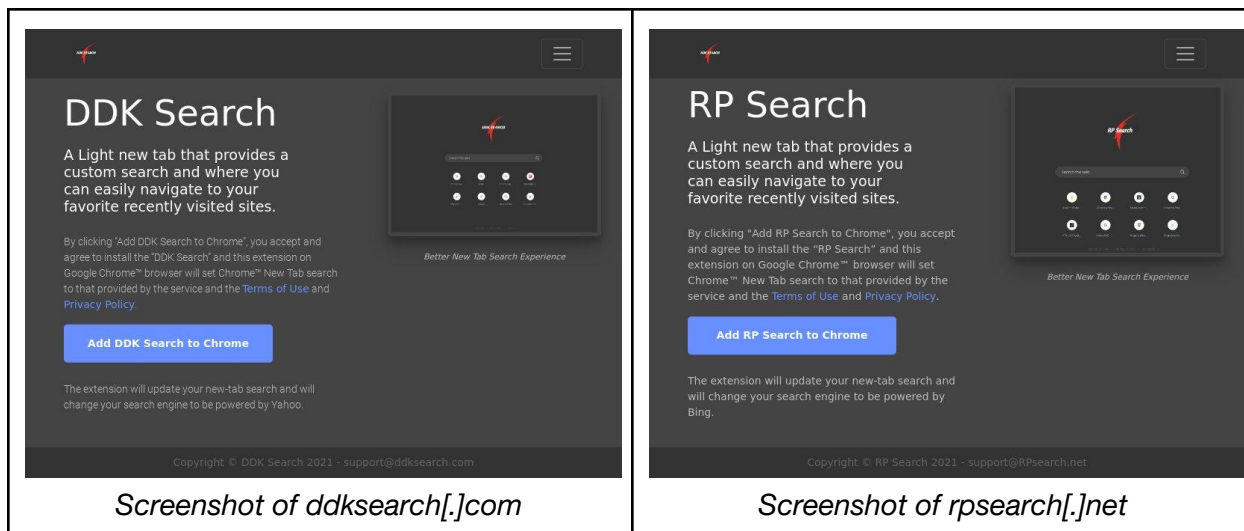 DDK Search
A Light new tab that provides a
custom search and where you
can easily navigate to your
favorite recently visited sites.
By clicking "Add DDK Search to Chrome", you accept and
agree to install the "DDK Search" and this extension on
Google Chrome™ browser will set Chrome™ New Tab search
to that provided by the service and the Terms of Use and
Privacy Policy.
Add DDK Search to Chrome
The extension will update your new-tab search and will
change your search engine to be powered by Yahoo.
Better New Tab Search Experience
Copyright © DDK Search 2021 - support@ddksearch.com
Screenshot of ddksearch[.]com
RP Search
A Light new tab that provides a
custom search and where you
can easily navigate to your
favorite recently visited sites.
By clicking "Add RP Search to Chrome", you accept
and agree to install the "RP Search" and this
extension on Google Chrome™ browser will set
Chrome™ New Tab search to that provided by the
service and the Terms of Use and Privacy Policy.
Add RP Search to Chrome
The extension will update your new-tab search and
will change your search engine to be powered by
Bing.
RP Search
Search the web
Better New Tab Search Experience
Copyright © RP Search 2021 - support@RPsearch.net
Screenshot of rpsearch[.]net